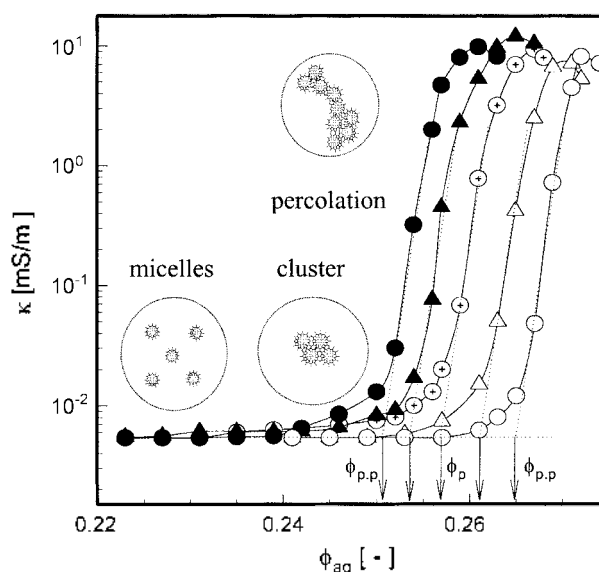 10¹
10⁰
10⁻¹
10⁻²
κ [mS/m]
percolation
micelles
cluster
ϕp.p
ϕp
ϕp.p
0.22
0.24
0.26
ϕaq [ - ]